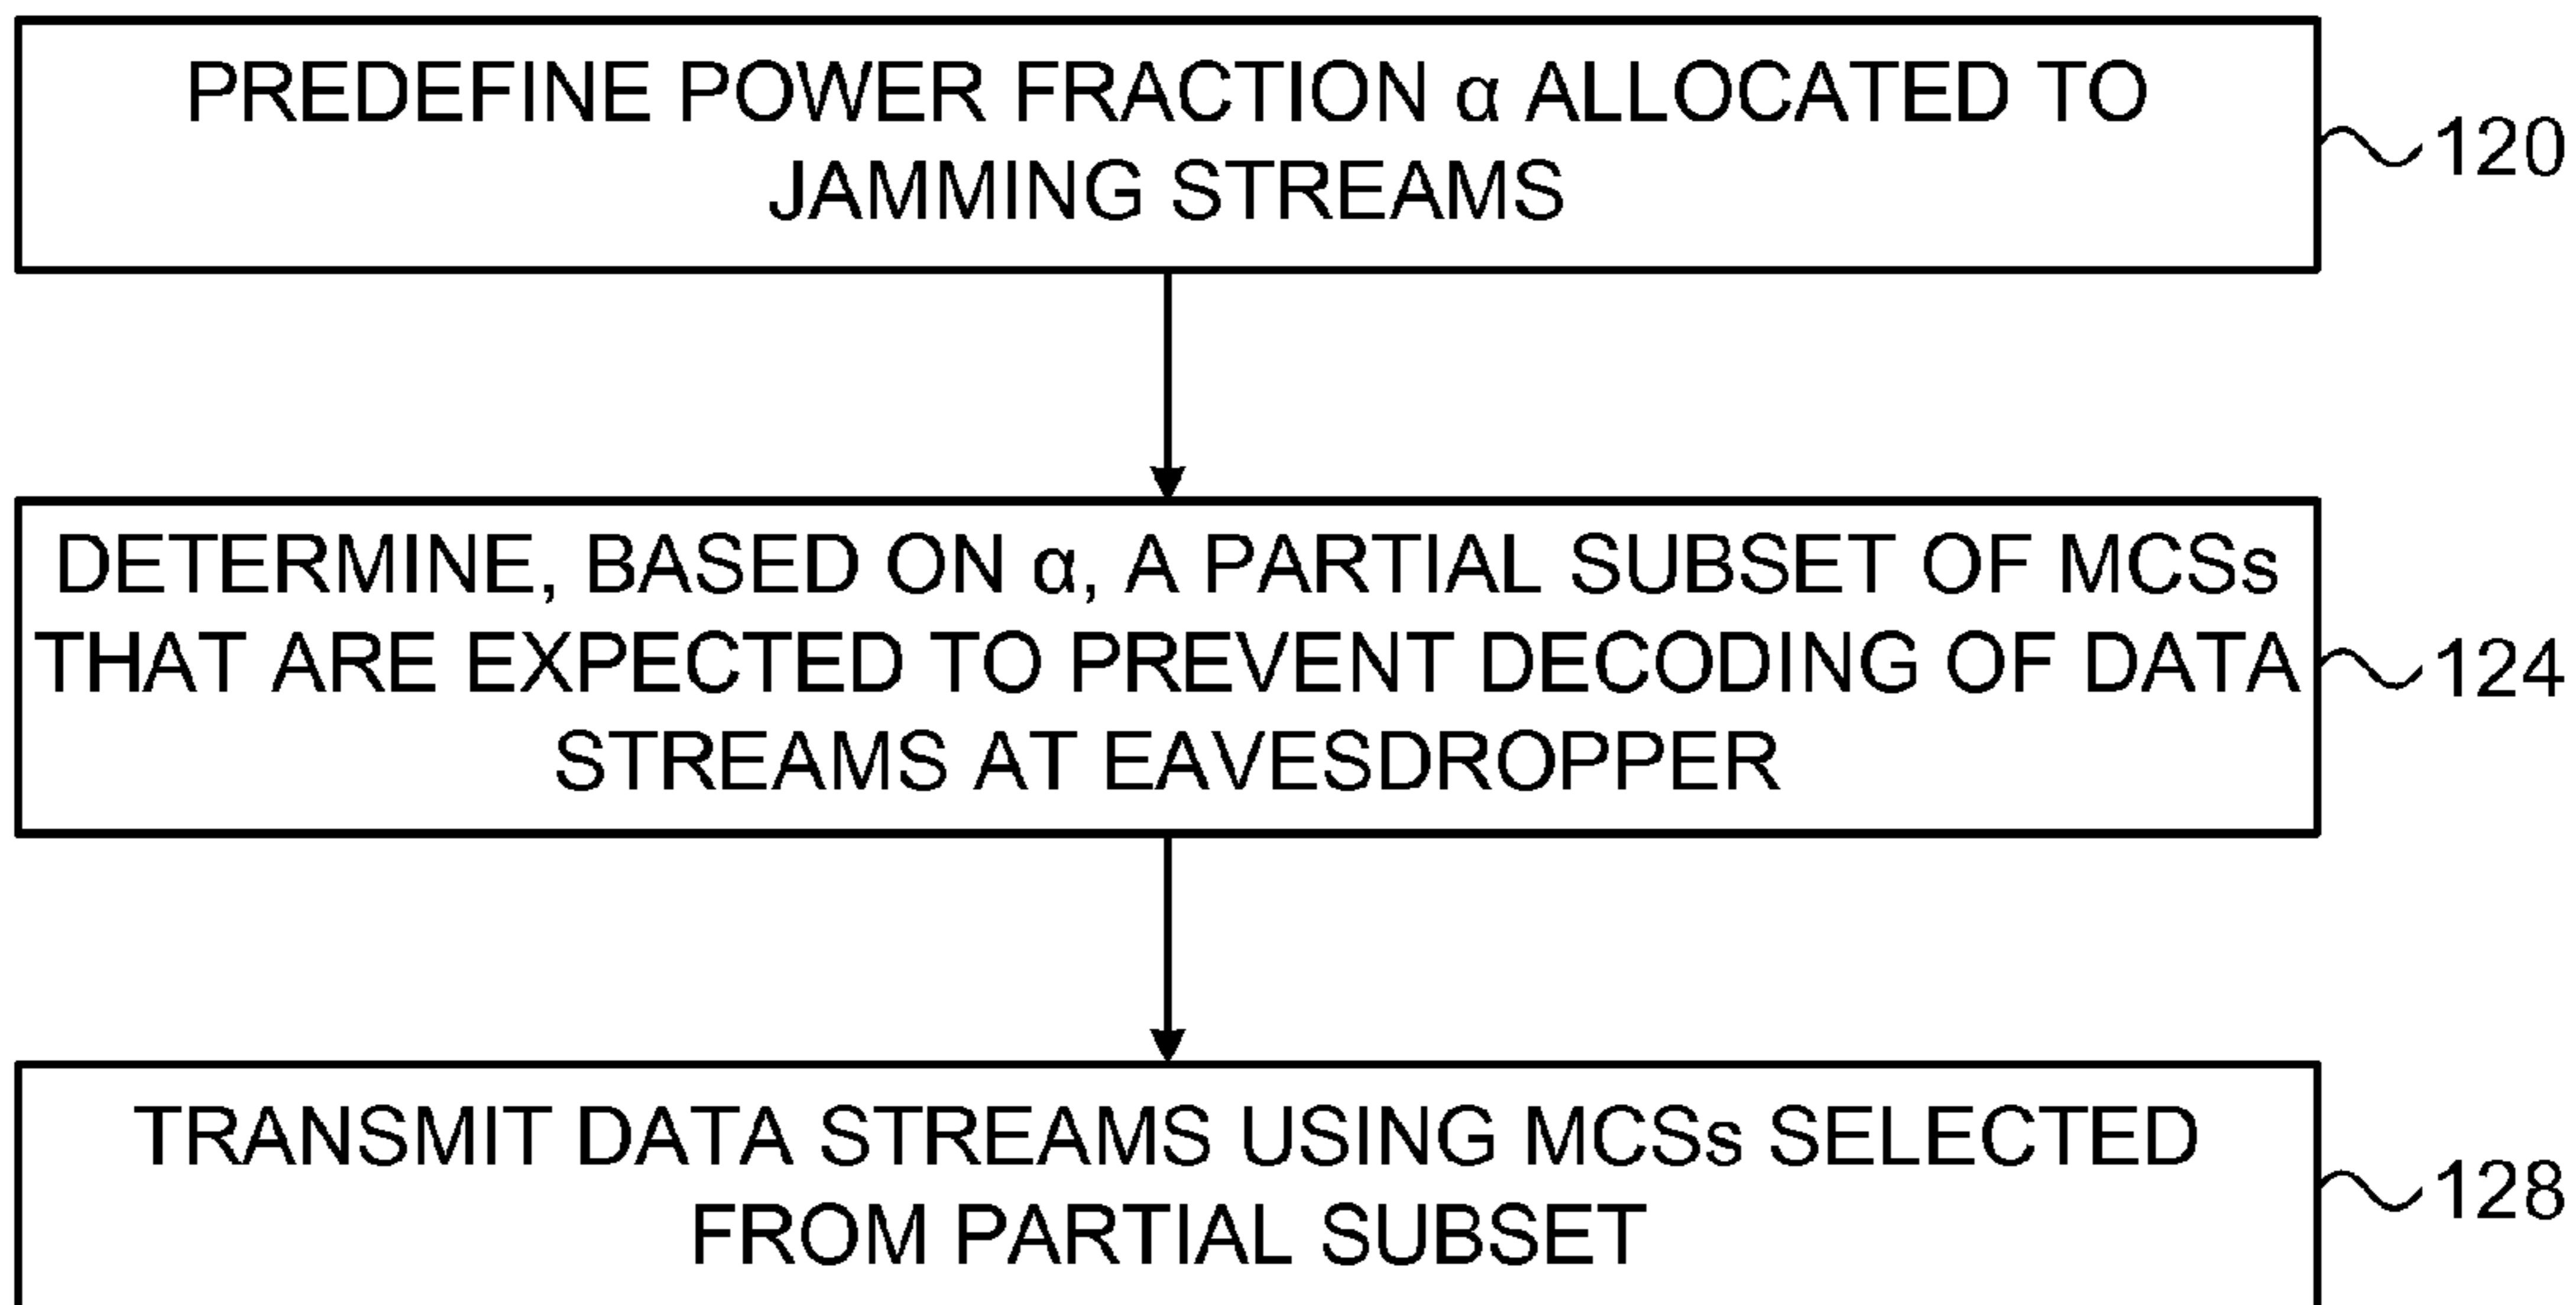 PREDEFINE POWER FRACTION α ALLOCATED TO
JAMMING STREAMS
120
DETERMINE, BASED ON α, A PARTIAL SUBSET OF MCSs
THAT ARE EXPECTED TO PREVENT DECODING OF DATA
STREAMS AT EAVESDROPPER
124
TRANSMIT DATA STREAMS USING MCSs SELECTED
FROM PARTIAL SUBSET
128